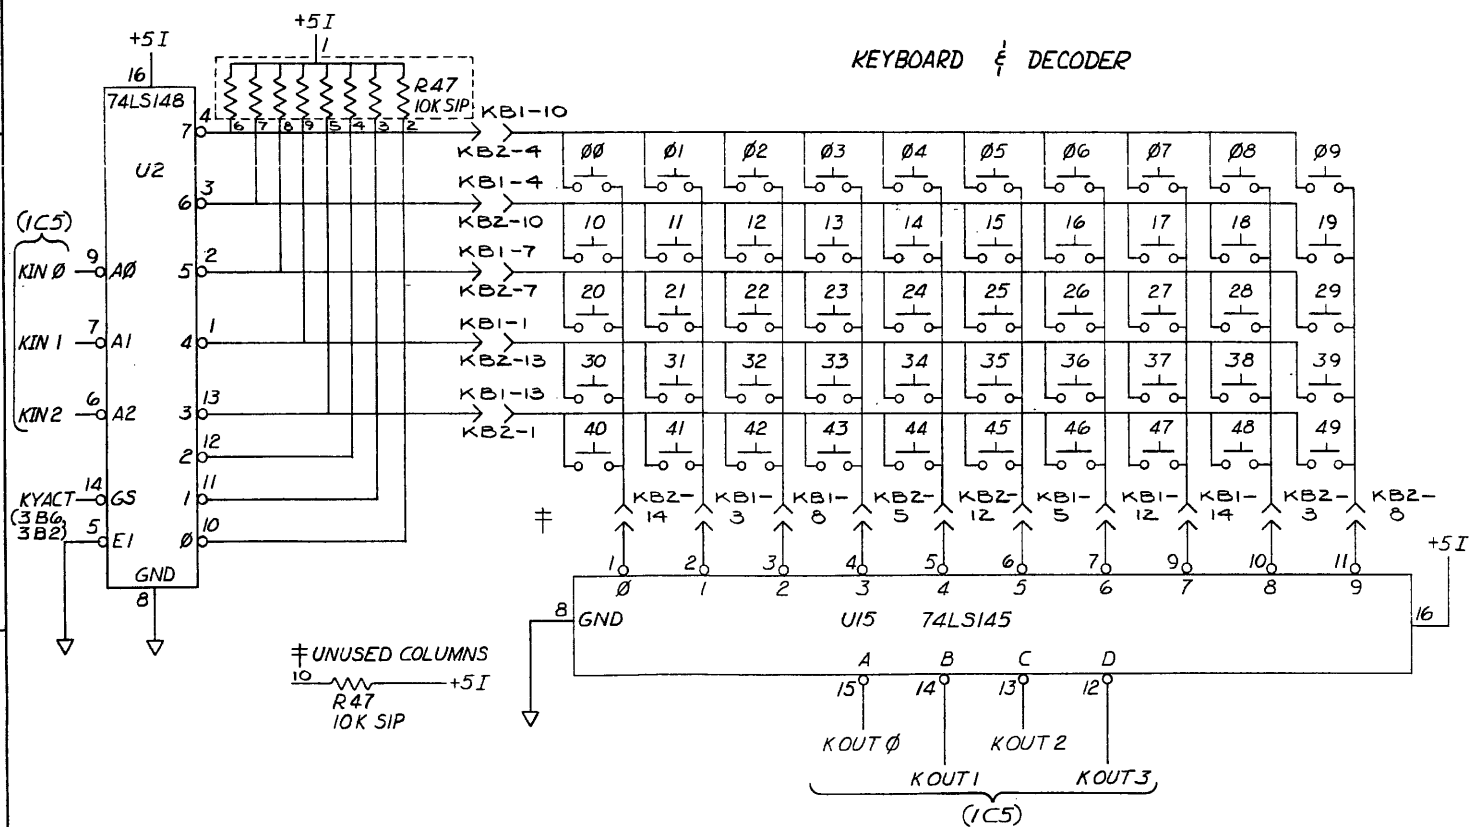 KEYBOARD & DECODER
+5I
+5I
1
16
74LS148
U2
R47
10K SIP
6 7 8 9 5 4 3 2
7 4
6 3
5 2
4 1
3 13
2 12
1 11
Ø 10
(1C5)
KIN Ø 9 AØ
KIN 1 7 A1
KIN 2 6 A2
KYACT 14 GS
(3B6,
3B2)
5 EI
GND
8
KB1-10
KB2-4
KB1-4
KB2-10
KB1-7
KB2-7
KB1-1
KB2-13
KB1-13
KB2-1
ØØ Ø1 Ø2 Ø3 Ø4 Ø5 Ø6 Ø7 Ø8 Ø9
10 11 12 13 14 15 16 17 18 19
20 21 22 23 24 25 26 27 28 29
30 31 32 33 34 35 36 37 38 39
40 41 42 43 44 45 46 47 48 49
‡
KB2-14
KB1-3
KB1-8
KB2-5
KB2-12
KB1-5
KB1-12
KB1-14
KB2-3
KB2-8
1 2 3 4 5 6 7 9 10 11
Ø 1 2 3 4 5 6 7 8 9
+5I
16
8 GND
U15 74LS145
A B C D
15 14 13 12
KOUT Ø
KOUT 1
KOUT 2
KOUT 3
(1C5)
‡ UNUSED COLUMNS
10 +5I
R47
10K SIP